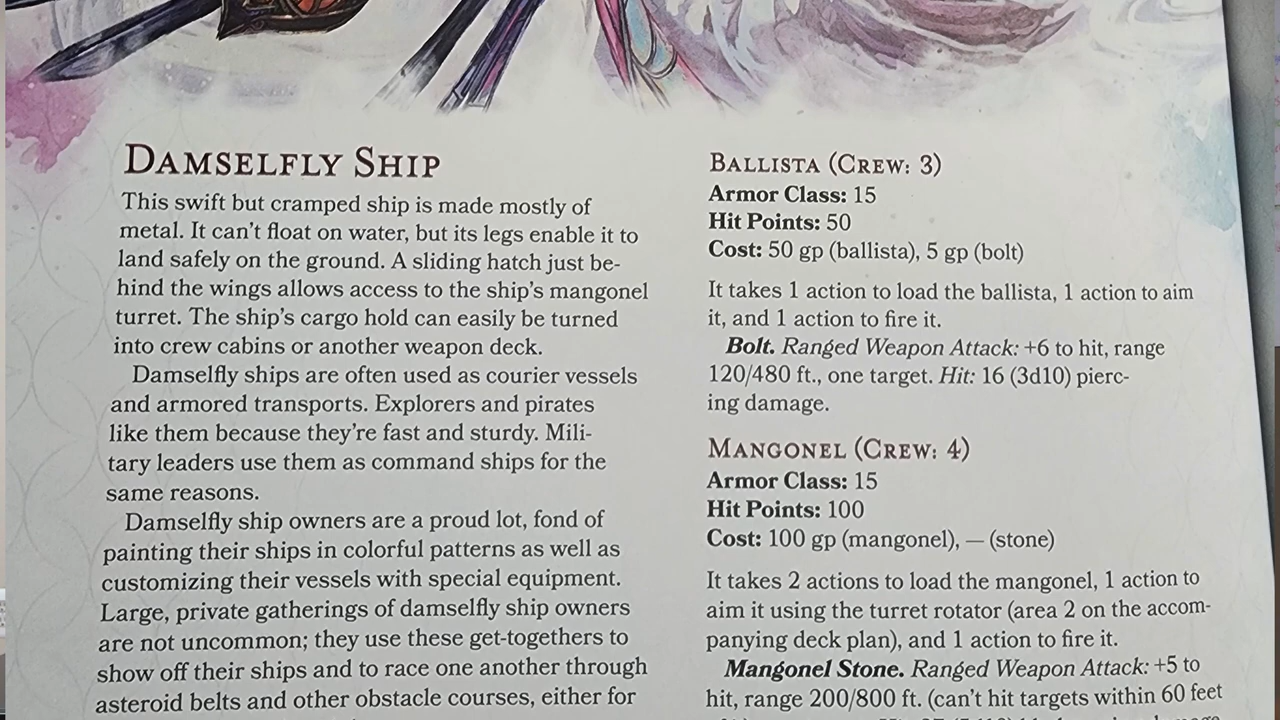 Damselfly Ship
This swift but cramped ship is made mostly of
metal. It can't float on water, but its legs enable it to
land safely on the ground. A sliding hatch just be-
hind the wings allows access to the ship's mangonel
turret. The ship's cargo hold can easily be turned
into crew cabins or another weapon deck.
Damselfly ships are often used as courier vessels
and armored transports. Explorers and pirates
like them because they're fast and sturdy. Mili-
tary leaders use them as command ships for the
same reasons.
Damselfly ship owners are a proud lot, fond of
painting their ships in colorful patterns as well as
customizing their vessels with special equipment.
Large, private gatherings of damselfly ship owners
are not uncommon; they use these get-togethers to
show off their ships and to race one another through
asteroid belts and other obstacle courses, either for
Ballista (Crew: 3)
Armor Class: 15
Hit Points: 50
Cost: 50 gp (ballista), 5 gp (bolt)
It takes 1 action to load the ballista, 1 action to aim
it, and 1 action to fire it.
Bolt. Ranged Weapon Attack: +6 to hit, range
120/480 ft., one target. Hit: 16 (3d10) pierc-
ing damage.
Mangonel (Crew: 4)
Armor Class: 15
Hit Points: 100
Cost: 100 gp (mangonel), — (stone)
It takes 2 actions to load the mangonel, 1 action to
aim it using the turret rotator (area 2 on the accom-
panying deck plan), and 1 action to fire it.
Mangonel Stone. Ranged Weapon Attack: +5 to
hit, range 200/800 ft. (can't hit targets within 60 feet